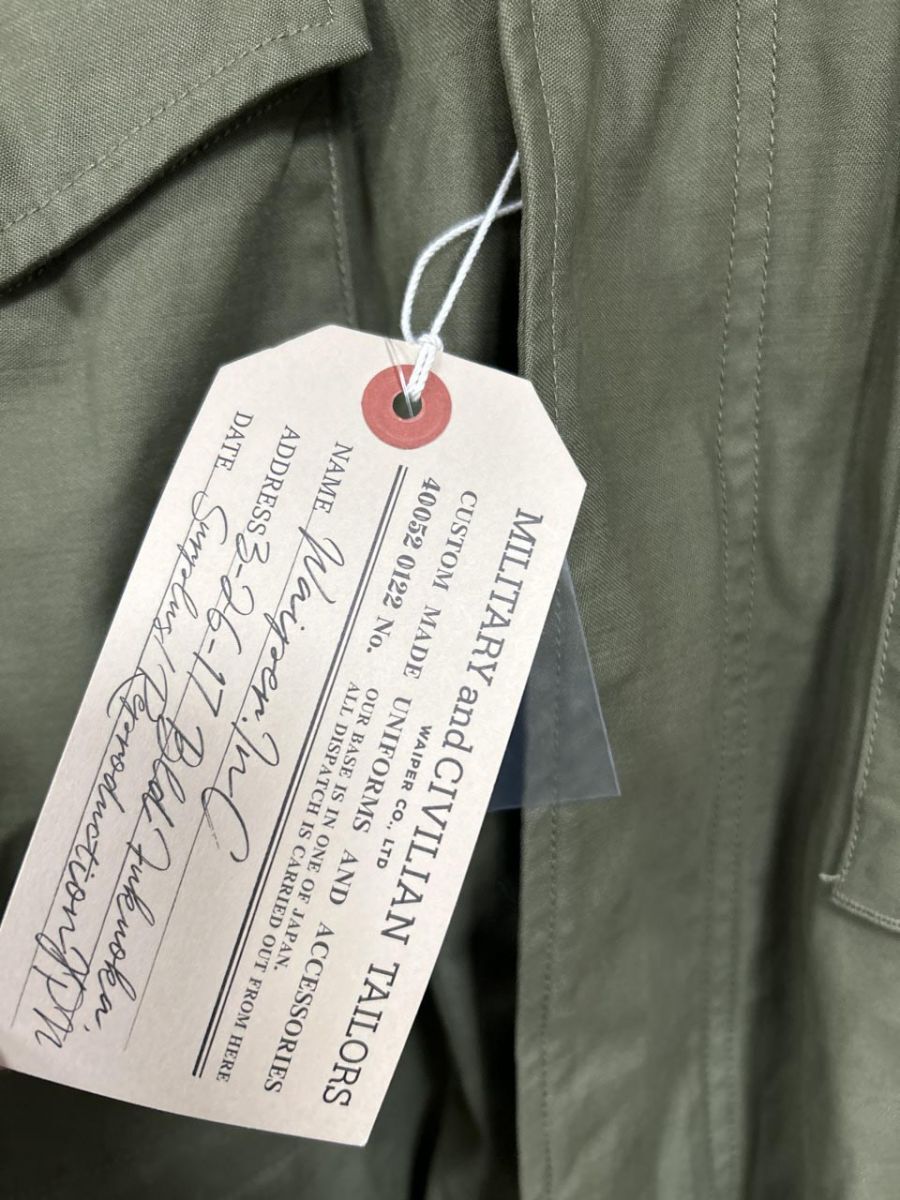 MILITARY and CIVILIAN TAILORS
WAIPER CO., LTD
CUSTOM MADE UNIFORMS AND ACCESSORIES
40052 0122 No.
OUR BASE IS IN ONE OF JAPAN.
ALL DISPATCH IS CARRIED OUT FROM HERE
NAME Waiper.Inc
ADDRESS 3-26-17 Bld Fukuoka.
DATE Surplus/Reproduction